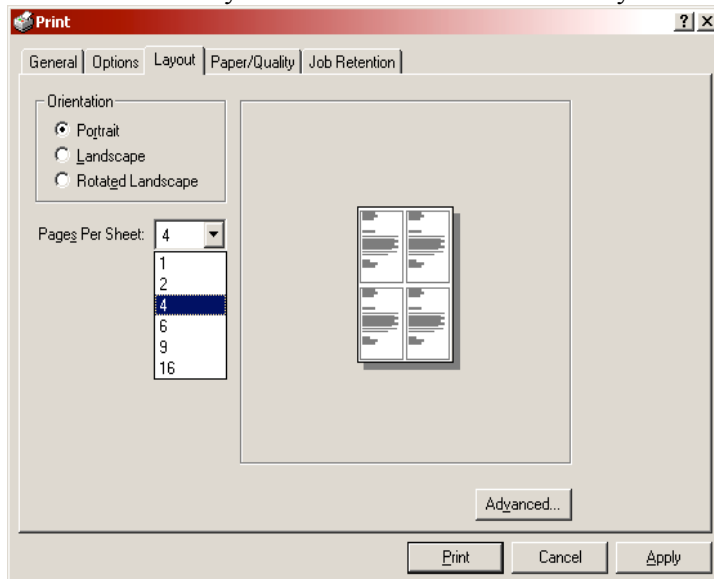 Print
? X
General Options Layout Paper/Quality Job Retention
Orientation
Portrait
Landscape
Rotated Landscape
Pages Per Sheet: 4
1
2
4
6
9
16
Advanced...
Print Cancel Apply